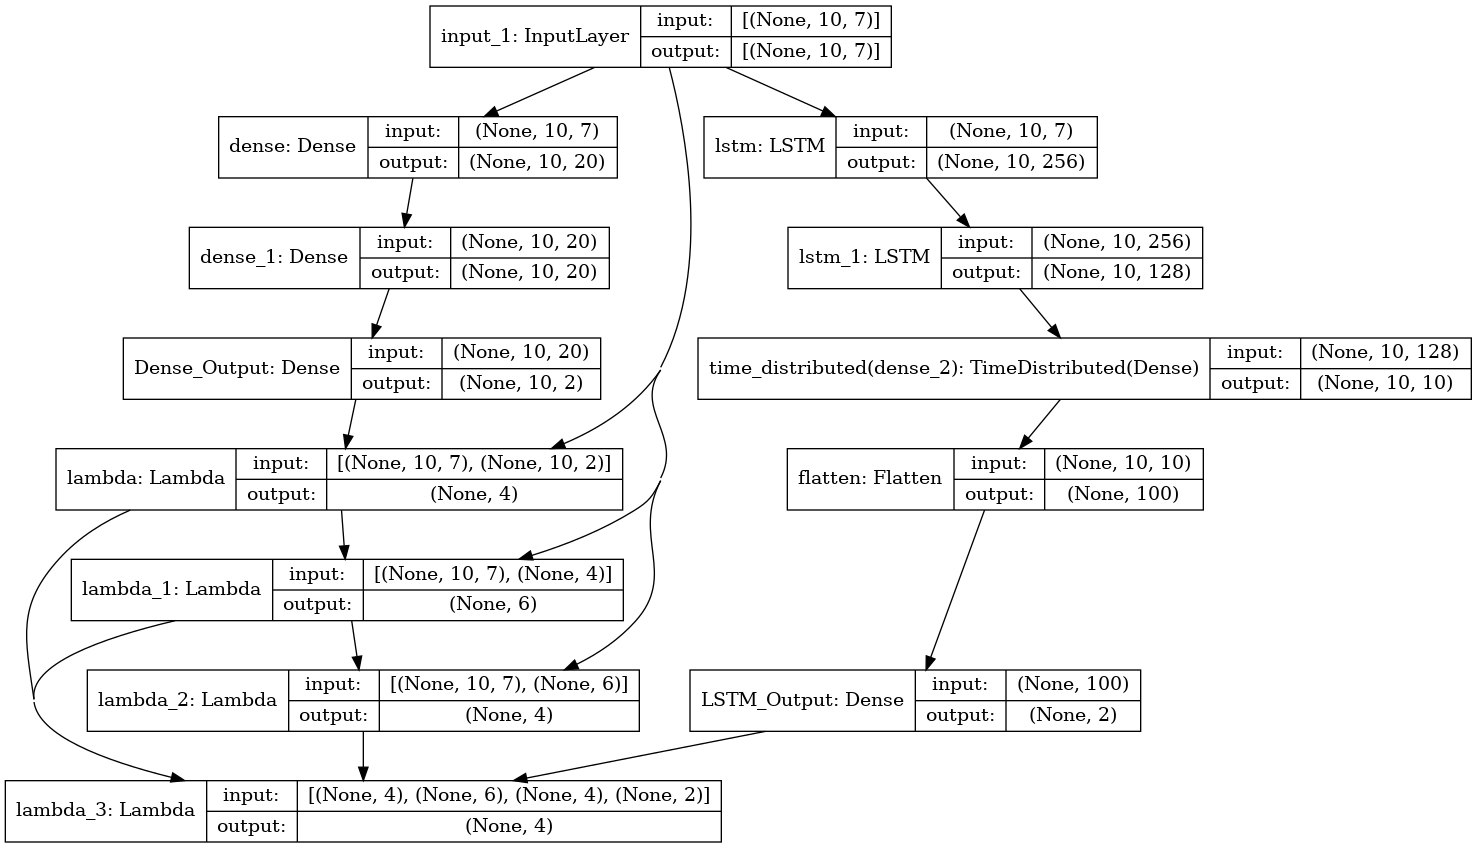 input_1: InputLayer
input: [(None, 10, 7)]
output: [(None, 10, 7)]
dense: Dense
input: (None, 10, 7)
output: (None, 10, 20)
lstm: LSTM
input: (None, 10, 7)
output: (None, 10, 256)
dense_1: Dense
input: (None, 10, 20)
output: (None, 10, 20)
lstm_1: LSTM
input: (None, 10, 256)
output: (None, 10, 128)
Dense_Output: Dense
input: (None, 10, 20)
output: (None, 10, 2)
time_distributed(dense_2): TimeDistributed(Dense)
input: (None, 10, 128)
output: (None, 10, 10)
lambda: Lambda
input: [(None, 10, 7), (None, 10, 2)]
output: (None, 4)
flatten: Flatten
input: (None, 10, 10)
output: (None, 100)
lambda_1: Lambda
input: [(None, 10, 7), (None, 4)]
output: (None, 6)
lambda_2: Lambda
input: [(None, 10, 7), (None, 6)]
output: (None, 4)
LSTM_Output: Dense
input: (None, 100)
output: (None, 2)
lambda_3: Lambda
input: [(None, 4), (None, 6), (None, 4), (None, 2)]
output: (None, 4)